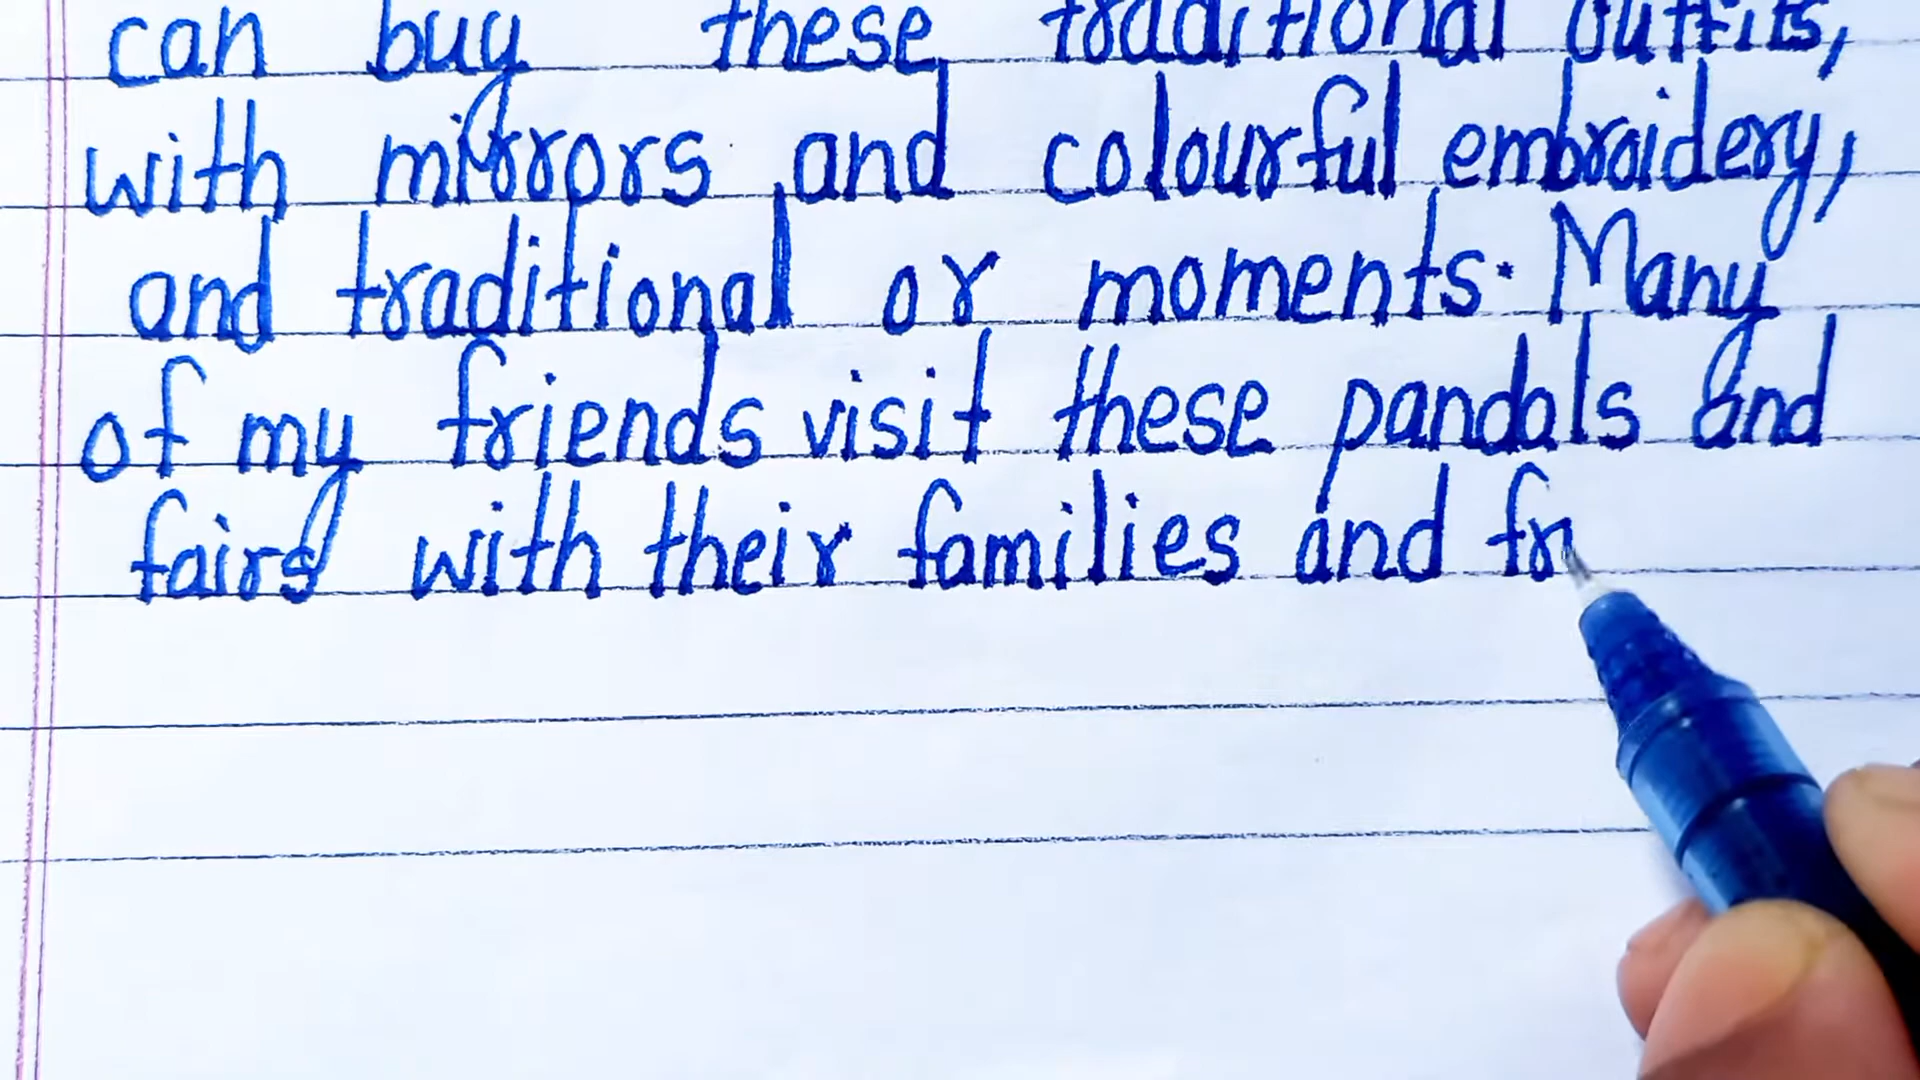 can buy these traditional outfits,
with mirrors and colourful embroidery,
and traditional or moments. Many
of my friends visit these pandals and
fairs with their families and fri